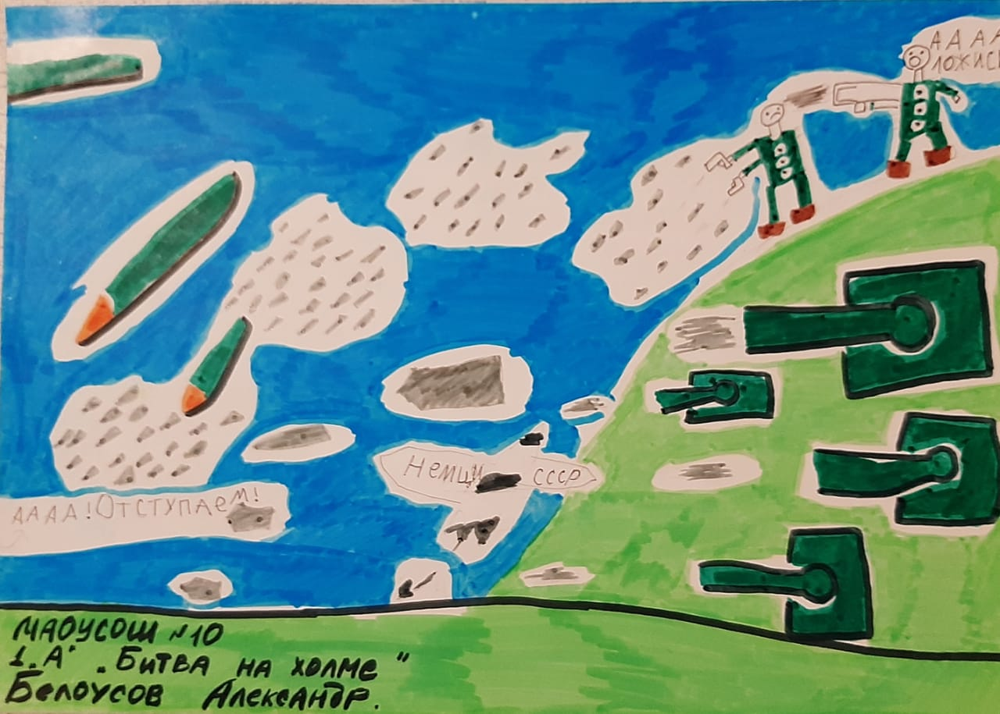 АААА
ЛОЖИСЬ
Немцы СССР
АААА!ОТСТУПАЕМ!
МАОУСОШ №10
1„А" „БИТВА НА ХОЛМЕ"
БЕЛОУСОВ АЛЕКСАНДР.